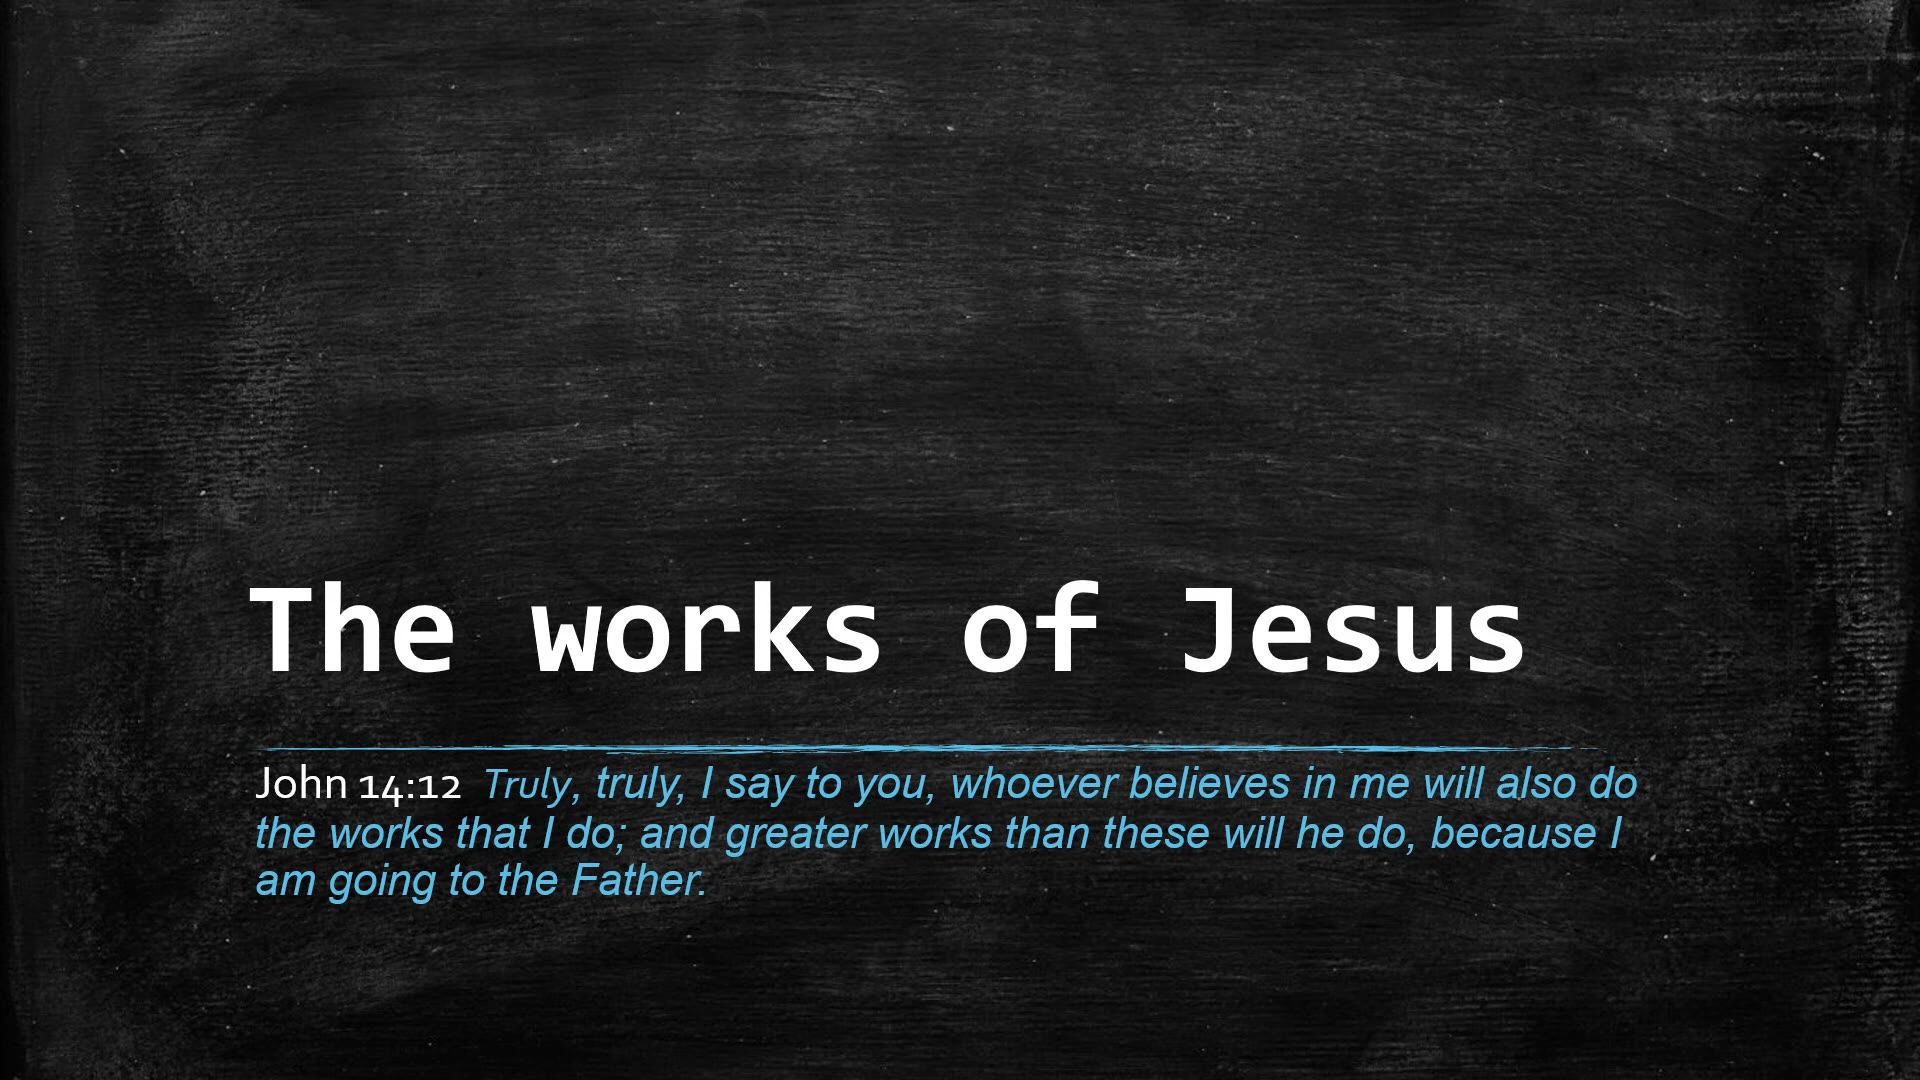 The works of Jesus
John 14:12 Truly, truly, I say to you, whoever believes in me will also do
the works that I do; and greater works than these will he do, because I
am going to the Father.